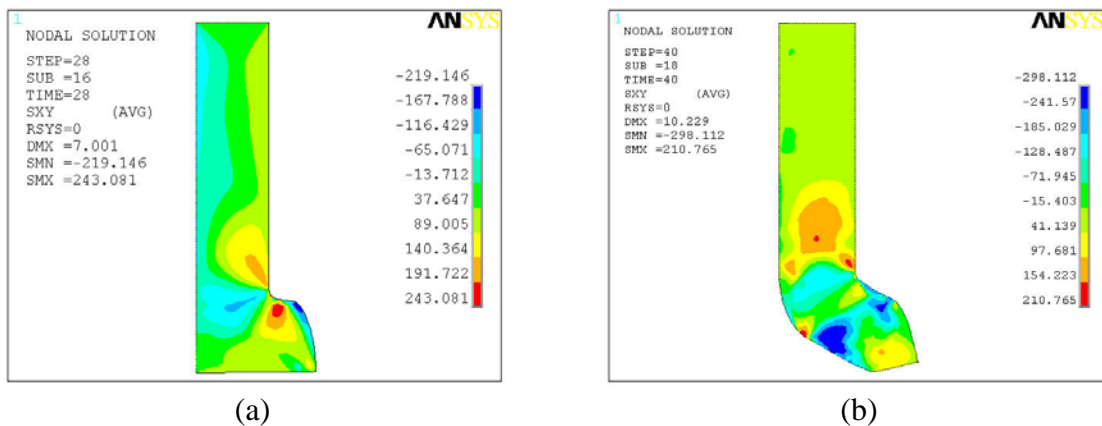 1
ANSYS
NODAL SOLUTION
STEP=28
SUB =16
TIME=28
SXY (AVG)
RSYS=0
DMX =7.001
SMN =-219.146
SMX =243.081
-219.146
-167.788
-116.429
-65.071
-13.712
37.647
89.005
140.364
191.722
243.081
(a)
1
ANSYS
NODAL SOLUTION
STEP=40
SUB =18
TIME=40
SXY (AVG)
RSYS=0
DMX =10.229
SMN =-298.112
SMX =210.765
-298.112
-241.57
-185.029
-128.487
-71.945
-15.403
41.139
97.681
154.223
210.765
(b)